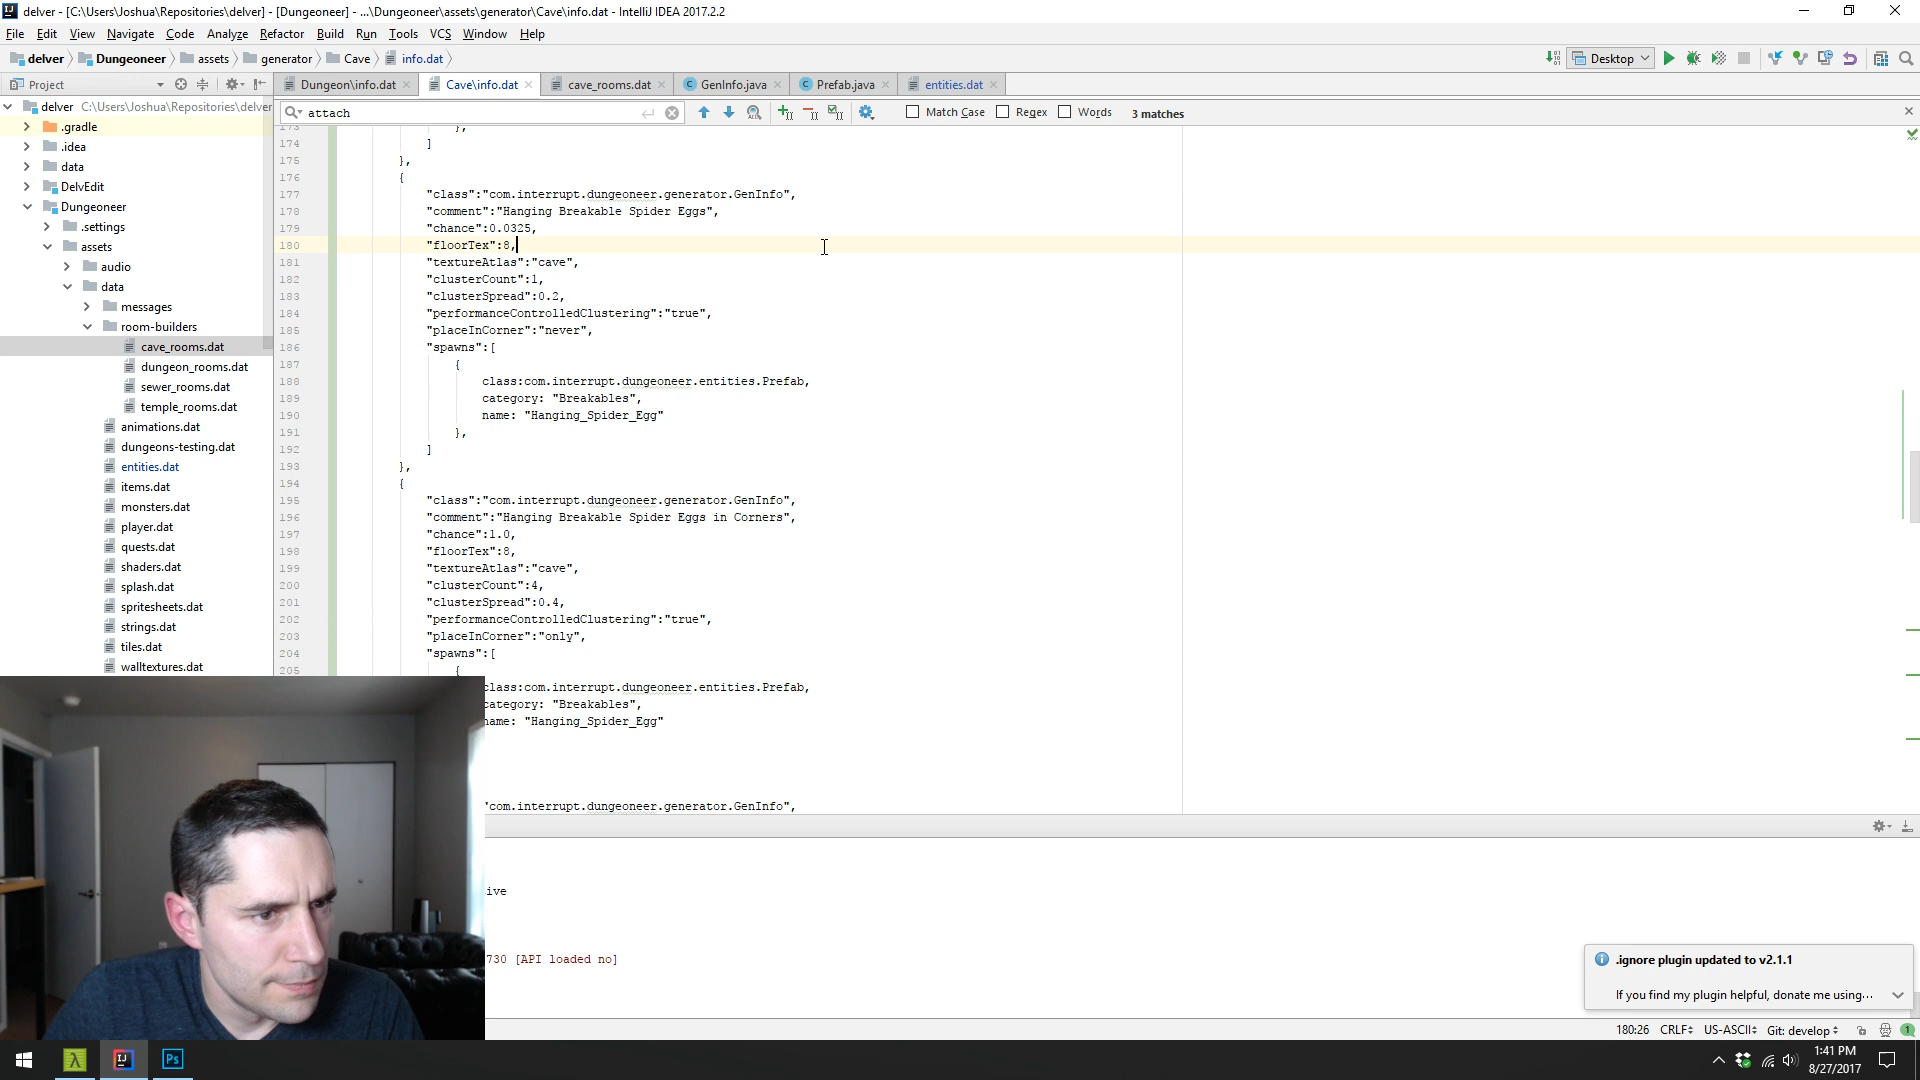 delver - [C:\Users\Joshua\Repositories\delver] - [Dungeoneer] - ...\Dungeoneer\assets\generator\Cave\info.dat - IntelliJ IDEA 2017.2.2
File Edit View Navigate Code Analyze Refactor Build Run Tools VCS Window Help
delver Dungeoneer assets generator Cave info.dat Desktop
Project Dungeon\info.dat Cave\info.dat cave_rooms.dat GenInfo.java Prefab.java entities.dat
attach Match Case Regex Words 3 matches
delver C:\Users\Joshua\Repositories\delver
.gradle
.idea
data
DelvEdit
Dungeoneer
.settings
assets
audio
data
messages
room-builders
cave_rooms.dat
dungeon_rooms.dat
sewer_rooms.dat
temple_rooms.dat
animations.dat
dungeons-testing.dat
entities.dat
items.dat
monsters.dat
player.dat
quests.dat
shaders.dat
splash.dat
spritesheets.dat
strings.dat
tiles.dat
walltextures.dat
173 },
174 ]
175 },
176 {
177 "class":"com.interrupt.dungeoneer.generator.GenInfo",
178 "comment":"Hanging Breakable Spider Eggs",
179 "chance":0.0325,
180 "floorTex":8,
181 "textureAtlas":"cave",
182 "clusterCount":1,
183 "clusterSpread":0.2,
184 "performanceControlledClustering":"true",
185 "placeInCorner":"never",
186 "spawns":[
187 {
188 class:com.interrupt.dungeoneer.entities.Prefab,
189 category: "Breakables",
190 name: "Hanging_Spider_Egg"
191 },
192 ]
193 },
194 {
195 "class":"com.interrupt.dungeoneer.generator.GenInfo",
196 "comment":"Hanging Breakable Spider Eggs in Corners",
197 "chance":1.0,
198 "floorTex":8,
199 "textureAtlas":"cave",
200 "clusterCount":4,
201 "clusterSpread":0.4,
202 "performanceControlledClustering":"true",
203 "placeInCorner":"only",
204 "spawns":[
205 {
class:com.interrupt.dungeoneer.entities.Prefab,
category: "Breakables",
name: "Hanging_Spider_Egg"
"com.interrupt.dungeoneer.generator.GenInfo",
ive
730 [API loaded no]
.ignore plugin updated to v2.1.1
If you find my plugin helpful, donate me using...
180:26 CRLF US-ASCII Git: develop 1
IJ Ps
1:41 PM
8/27/2017